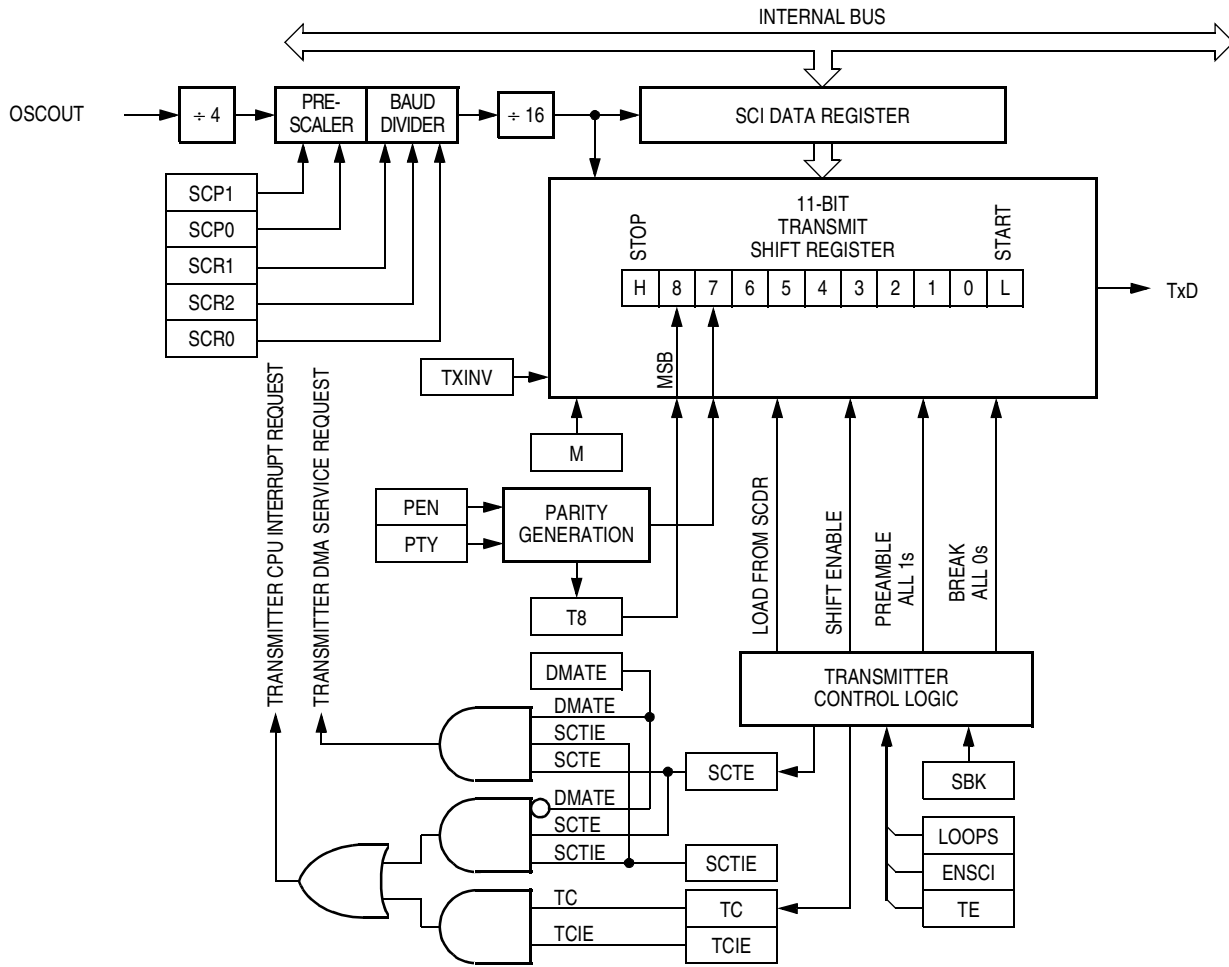 INTERNAL BUS
OSCOUT
÷ 4
PRE-
SCALER
BAUD
DIVIDER
÷ 16
SCI DATA REGISTER
SCP1
SCP0
SCR1
SCR2
SCR0
11-BIT
TRANSMIT
SHIFT REGISTER
STOP
START
H 8 7 6 5 4 3 2 1 0 L
TxD
MSB
TXINV
M
PEN
PTY
PARITY
GENERATION
T8
LOAD FROM SCDR
SHIFT ENABLE
PREAMBLE
ALL 1s
BREAK
ALL 0s
TRANSMITTER CPU INTERRUPT REQUEST
TRANSMITTER DMA SERVICE REQUEST
TRANSMITTER
CONTROL LOGIC
DMATE
DMATE
SCTIE
SCTE
SCTE
SBK
DMATE
SCTE
SCTIE
SCTIE
LOOPS
ENSCI
TE
TC
TC
TCIE
TCIE